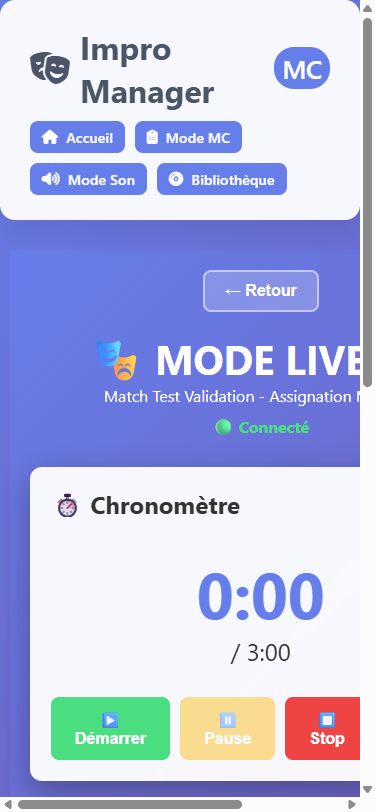 Impro
Manager
MC
Accueil
Mode MC
Mode Son
Bibliothèque
← Retour
MODE LIVE
Match Test Validation - Assignation
Connecté
Chronomètre
0:00
/ 3:00
Démarrer
Pause
Stop